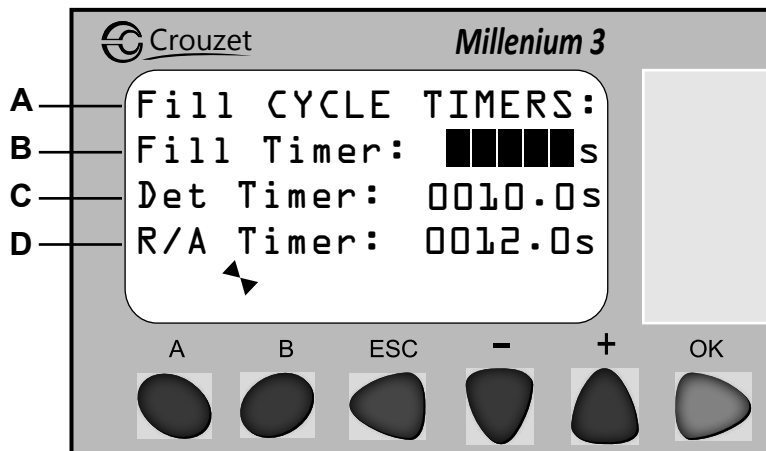 Crouzet Millenium 3
A Fill CYCLE TIMERS:
B Fill Timer: █████s
C Det Timer: 0010.0s
D R/A Timer: 0012.0s
A B ESC - + OK